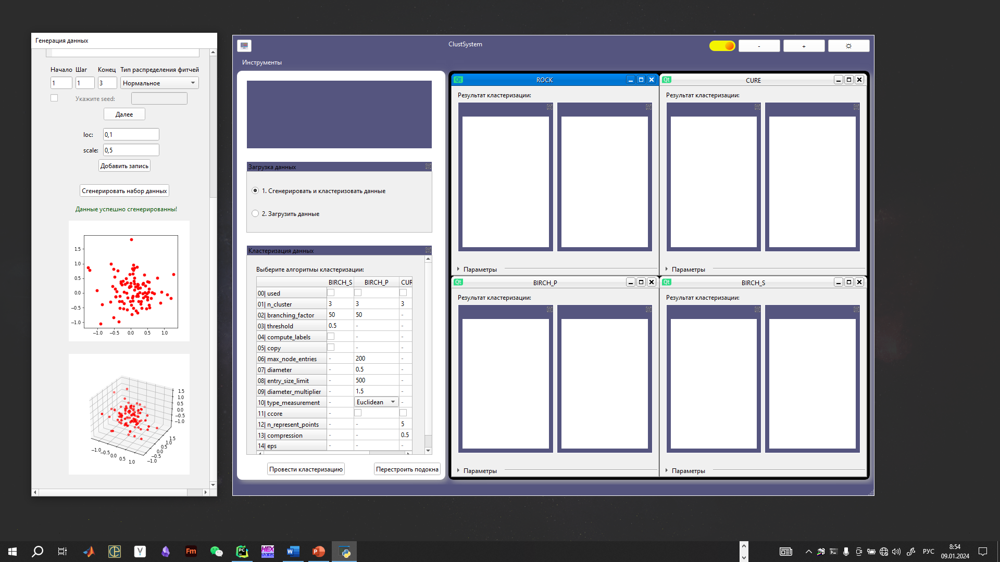 Генерация данных
Начало Шаг Конец Тип распределения фитчей
1 1 3 Нормальное
Укажите seed:
Далее
loc: 0,1
scale: 0,5
Добавить запись
Сгенерировать набор данных
Данные успешно сгенерированны!
1.5
1.0
0.5
0.0
−0.5
−1.0
−1.0 −0.5 0.0 0.5 1.0
1.5
1.0
0.5
0.0
−0.5
−1.0
1.5
1.0
0.5
0.0
−0.5
−1.0
−1.0
−0.5
0.0
0.5
1.0
ClustSystem
- +
Инструменты
Загрузка данных
1. Сгенерировать и кластеризовать данные
2. Загрузить данные
Кластеризация данных
Выберите алгоритмы кластеризации:
BIRCH_S BIRCH_P CUR
00| used
01| n_cluster 3 3 3
02| branching_factor 50 50 -
03| threshold 0.5 - -
04| compute_labels - -
05| copy - -
06| max_node_entries - 200 -
07| diameter - 0.5 -
08| entry_size_limit - 500 -
09| diameter_multiplier - 1.5 -
10| type_measurement - Euclidean -
11| ccore -
12| n_represent_points - - 5
13| compression - - 0.5
14| eps - - -
Провести кластеризацию Перестроить подокна
Qt ROCK
Результат кластеризации:
Параметры
Qt CURE
Результат кластеризации:
Параметры
Qt BIRCH_P
Результат кластеризации:
Параметры
Qt BIRCH_S
Результат кластеризации:
Параметры
V Fm PC HEX W P
РУС
8:54
09.01.2024